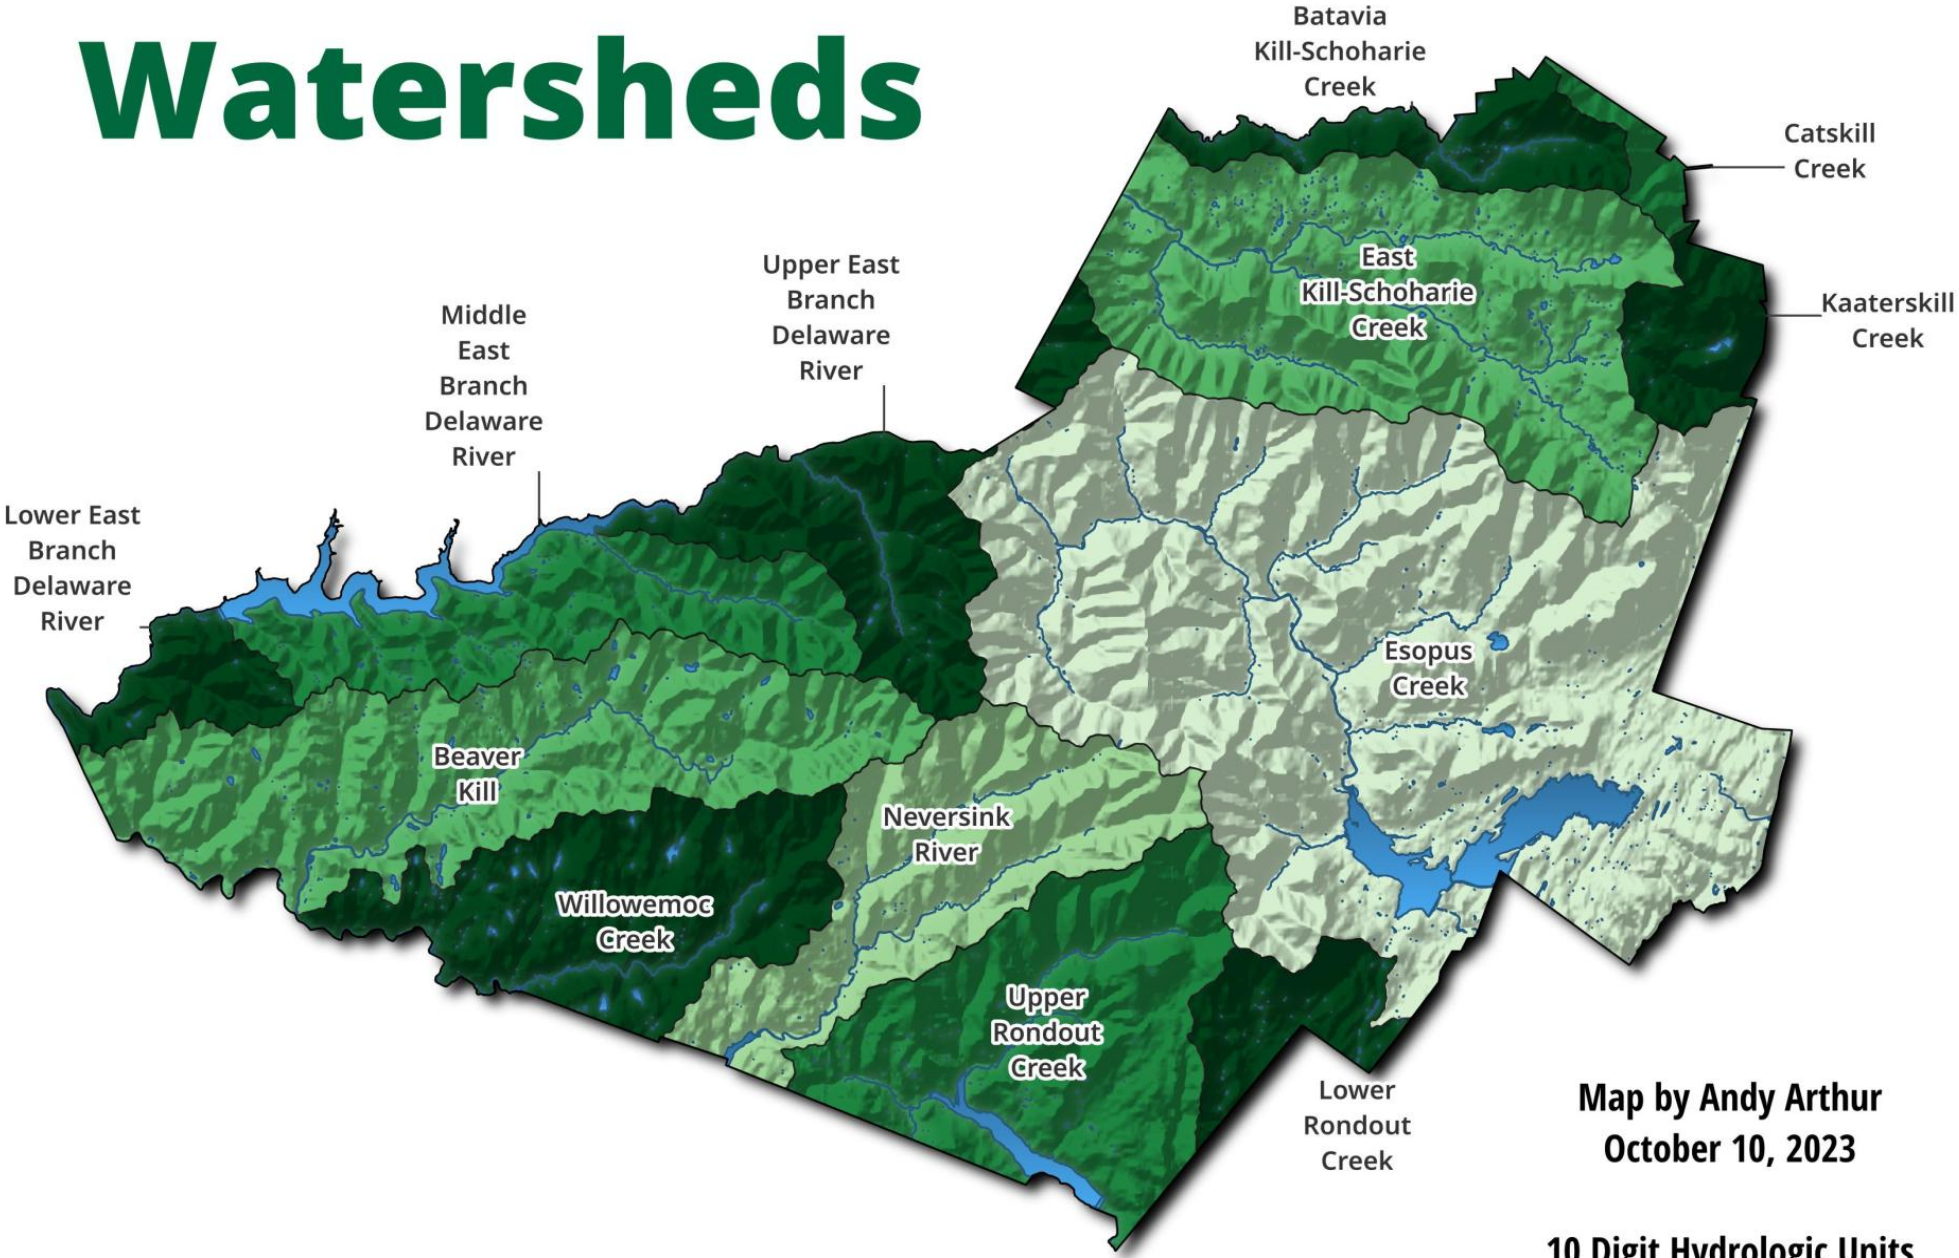 Watersheds
Batavia
Kill-Schoharie
Creek
Catskill
Creek
East
Kill-Schoharie
Creek
Kaaterskill
Creek
Upper East
Branch
Delaware
River
Middle
East
Branch
Delaware
River
Lower East
Branch
Delaware
River
Esopus
Creek
Beaver
Kill
Neversink
River
Willowemoc
Creek
Upper
Rondout
Creek
Lower
Rondout
Creek
Map by Andy Arthur
October 10, 2023
10 Digit Hydrologic Units